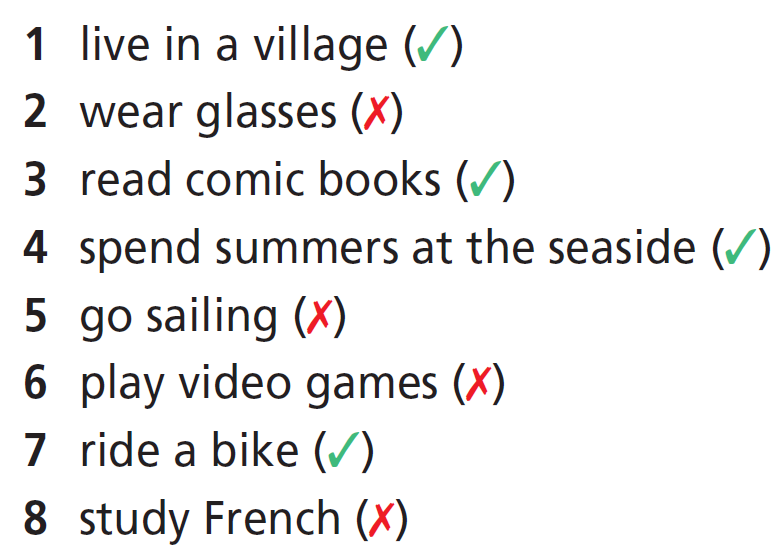 1 live in a village (✓)
2 wear glasses (✗)
3 read comic books (✓)
4 spend summers at the seaside (✓)
5 go sailing (✗)
6 play video games (✗)
7 ride a bike (✓)
8 study French (✗)